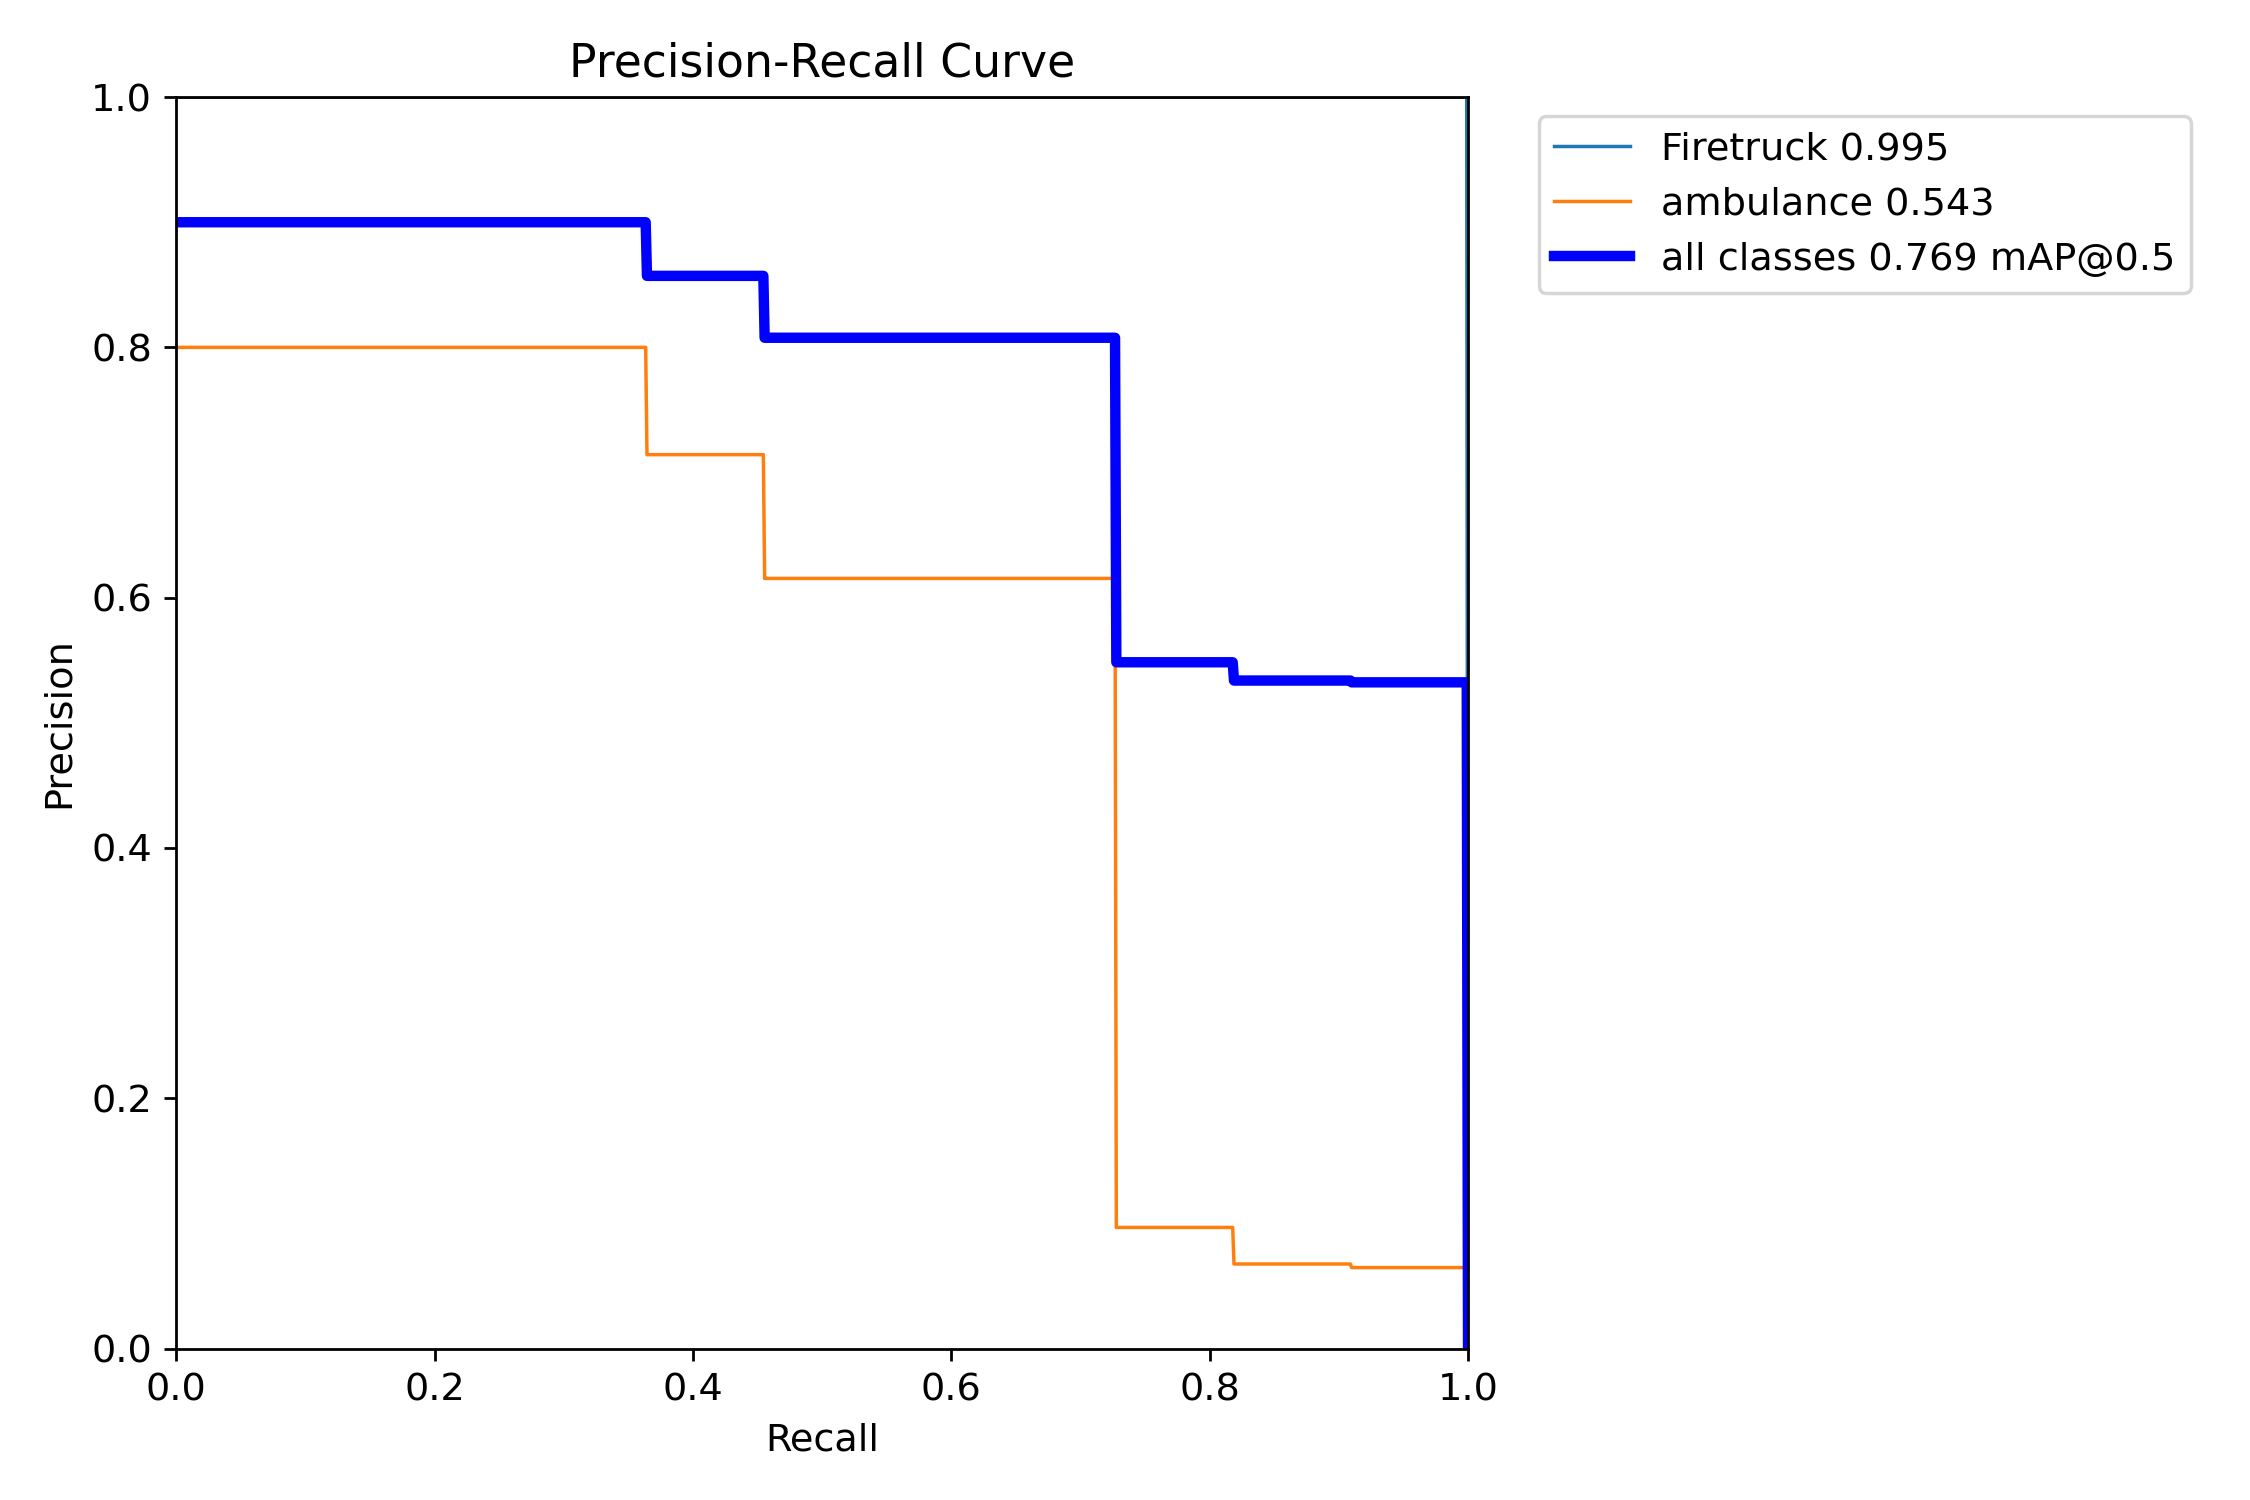 Precision-Recall Curve
1.0
0.8
0.6
0.4
0.2
0.0
Precision
0.0 0.2 0.4 0.6 0.8 1.0
Recall
Firetruck 0.995
ambulance 0.543
all classes 0.769 mAP@0.5